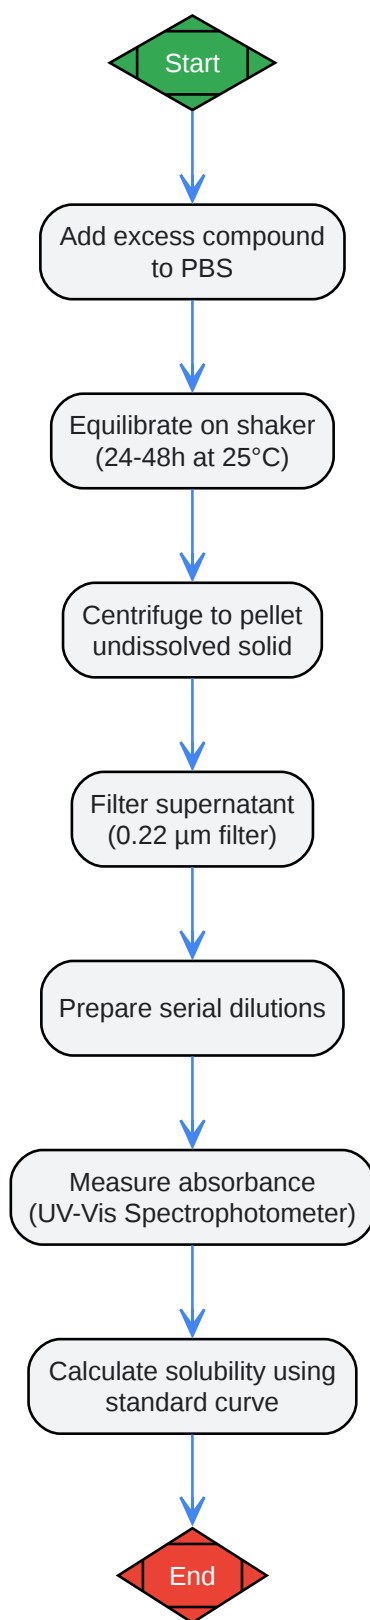 Start
Add excess compound
to PBS
Equilibrate on shaker
(24-48h at 25°C)
Centrifuge to pellet
undissolved solid
Filter supernatant
(0.22 µm filter)
Prepare serial dilutions
Measure absorbance
(UV-Vis Spectrophotometer)
Calculate solubility using
standard curve
End